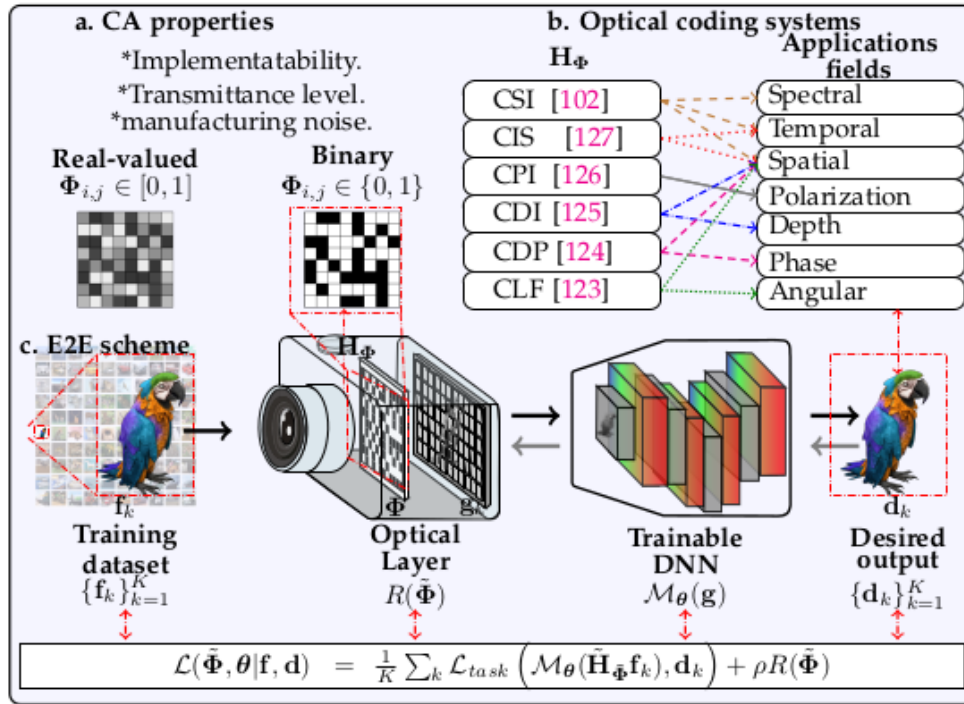 a. CA properties
*Implementatability.
*Transmittance level.
*manufacturing noise.
Real-valued
Φ_{i,j} ∈ [0, 1]
Binary
Φ_{i,j} ∈ {0, 1}
b. Optical coding systems
H_Φ
Applications
fields
CSI [102]
CIS [127]
CPI [126]
CDI [125]
CDP [124]
CLF [123]
Spectral
Temporal
Spatial
Polarization
Depth
Phase
Angular
c. E2E scheme
H_Φ
Φ
g_k
f_k
d_k
Training
dataset
{f_k}_{k=1}^K
Optical
Layer
R(Φ̃)
Trainable
DNN
M_θ(g)
Desired
output
{d_k}_{k=1}^K
L(Φ̃, θ|f, d) = 1/K ∑_k L_{task} (M_θ(H̃_Φ̃ f_k), d_k) + ρR(Φ̃)